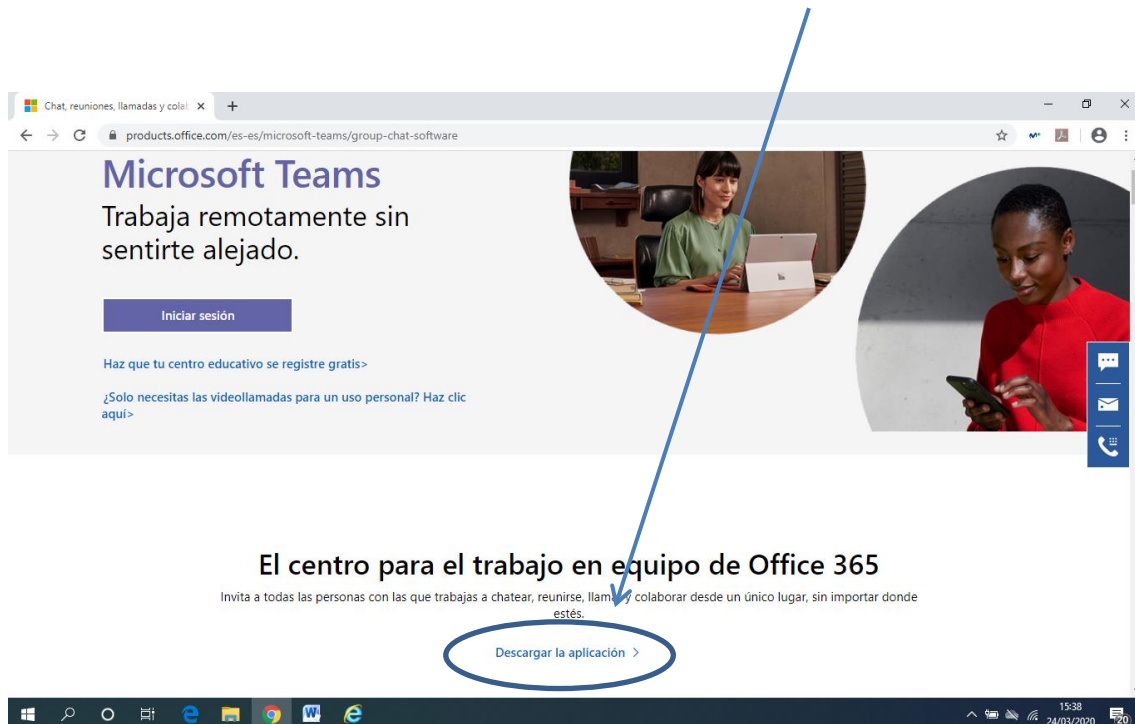 Chat, reuniones, llamadas y colab
products.office.com/es-es/microsoft-teams/group-chat-software
Microsoft Teams
Trabaja remotamente sin
sentirte alejado.
Iniciar sesión
Haz que tu centro educativo se registre gratis>
¿Solo necesitas las videollamadas para un uso personal? Haz clic
aquí>
El centro para el trabajo en equipo de Office 365
Invita a todas las personas con las que trabajas a chatear, reunirse, llamar y colaborar desde un único lugar, sin importar donde
estés.
Descargar la aplicación >
15:38
24/03/2020
20